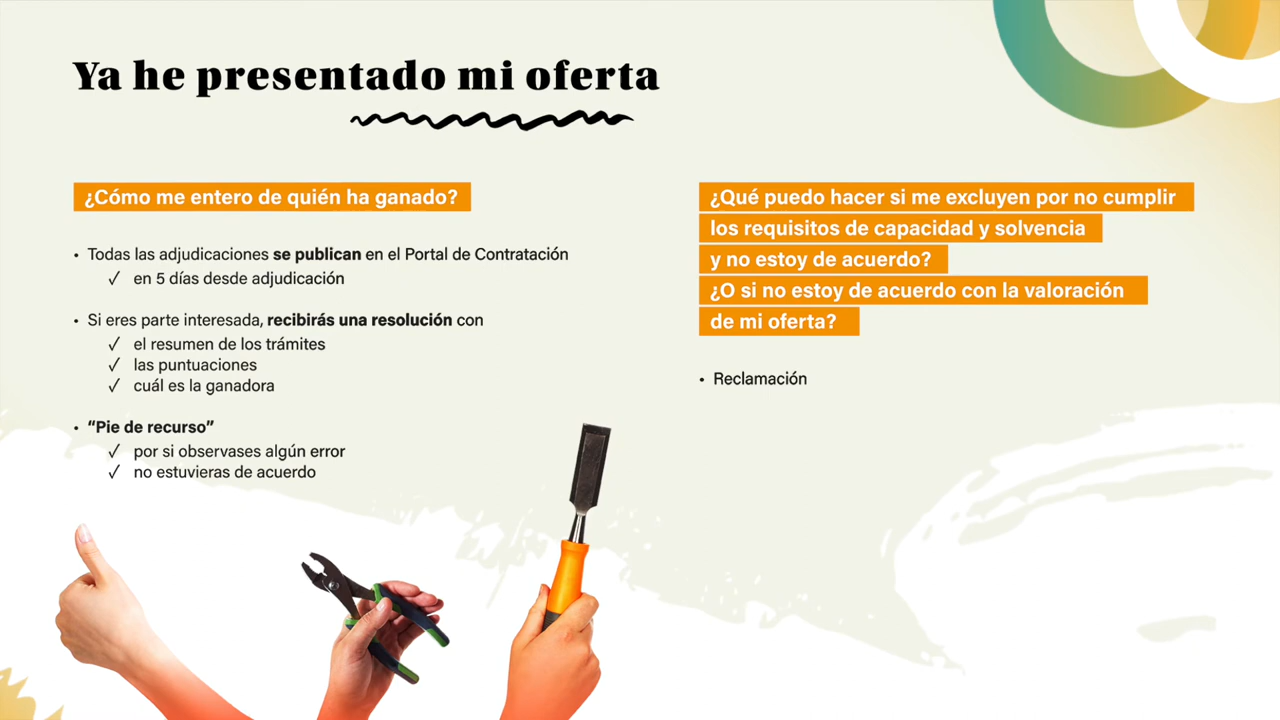 Ya he presentado mi oferta
¿Cómo me entero de quién ha ganado?
• Todas las adjudicaciones se publican en el Portal de Contratación
✓ en 5 días desde adjudicación
• Si eres parte interesada, recibirás una resolución con
✓ el resumen de los trámites
✓ las puntuaciones
✓ cuál es la ganadora
• “Pie de recurso”
✓ por si observases algún error
✓ no estuvieras de acuerdo
¿Qué puedo hacer si me excluyen por no cumplir
los requisitos de capacidad y solvencia
y no estoy de acuerdo?
¿O si no estoy de acuerdo con la valoración
de mi oferta?
• Reclamación